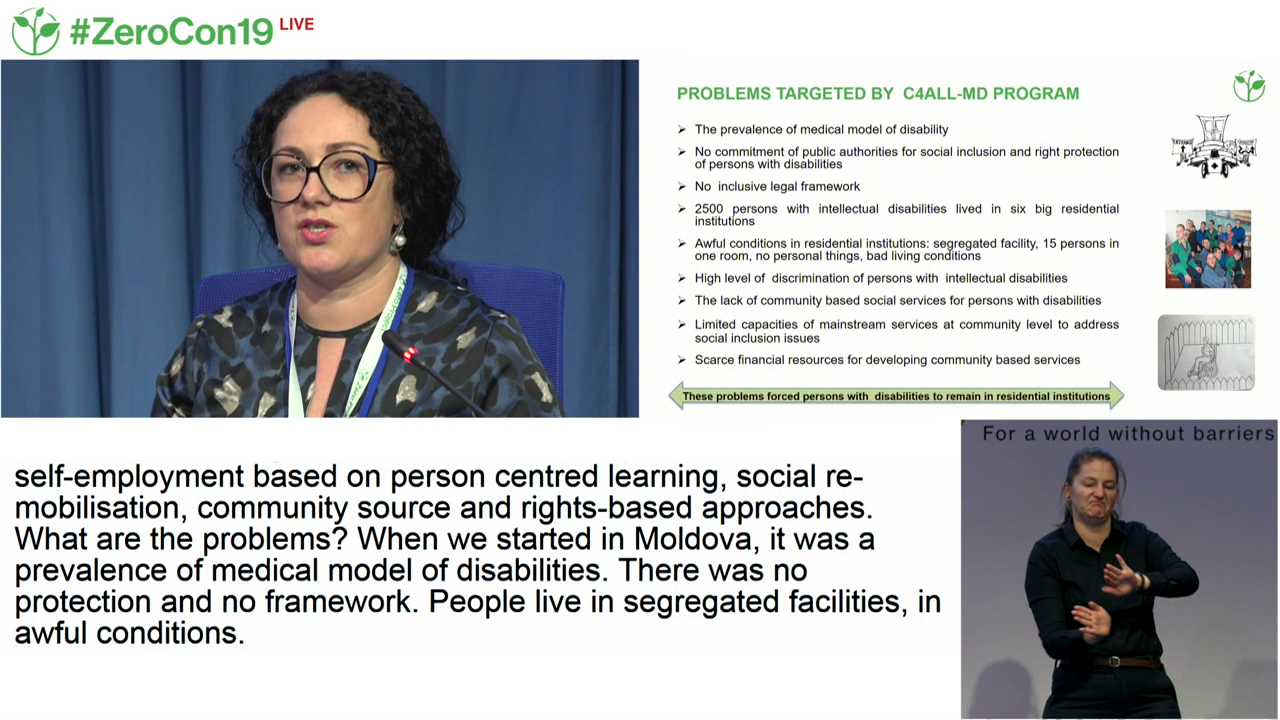 #ZeroCon19 LIVE
PROBLEMS TARGETED BY C4ALL-MD PROGRAM
➢ The prevalence of medical model of disability
➢ No commitment of public authorities for social inclusion and right protection
of persons with disabilities
➢ No inclusive legal framework
➢ 2500 persons with intellectual disabilities lived in six big residential
institutions
➢ Awful conditions in residential institutions: segregated facility, 15 persons in
one room, no personal things, bad living conditions
➢ High level of discrimination of persons with intellectual disabilities
➢ The lack of community based social services for persons with disabilities
➢ Limited capacities of mainstream services at community level to address
social inclusion issues
➢ Scarce financial resources for developing community based services
These problems forced persons with disabilities to remain in residential institutions
self-employment based on person centred learning, social re-
mobilisation, community source and rights-based approaches.
What are the problems? When we started in Moldova, it was a
prevalence of medical model of disabilities. There was no
protection and no framework. People live in segregated facilities, in
awful conditions.
For a world without barriers